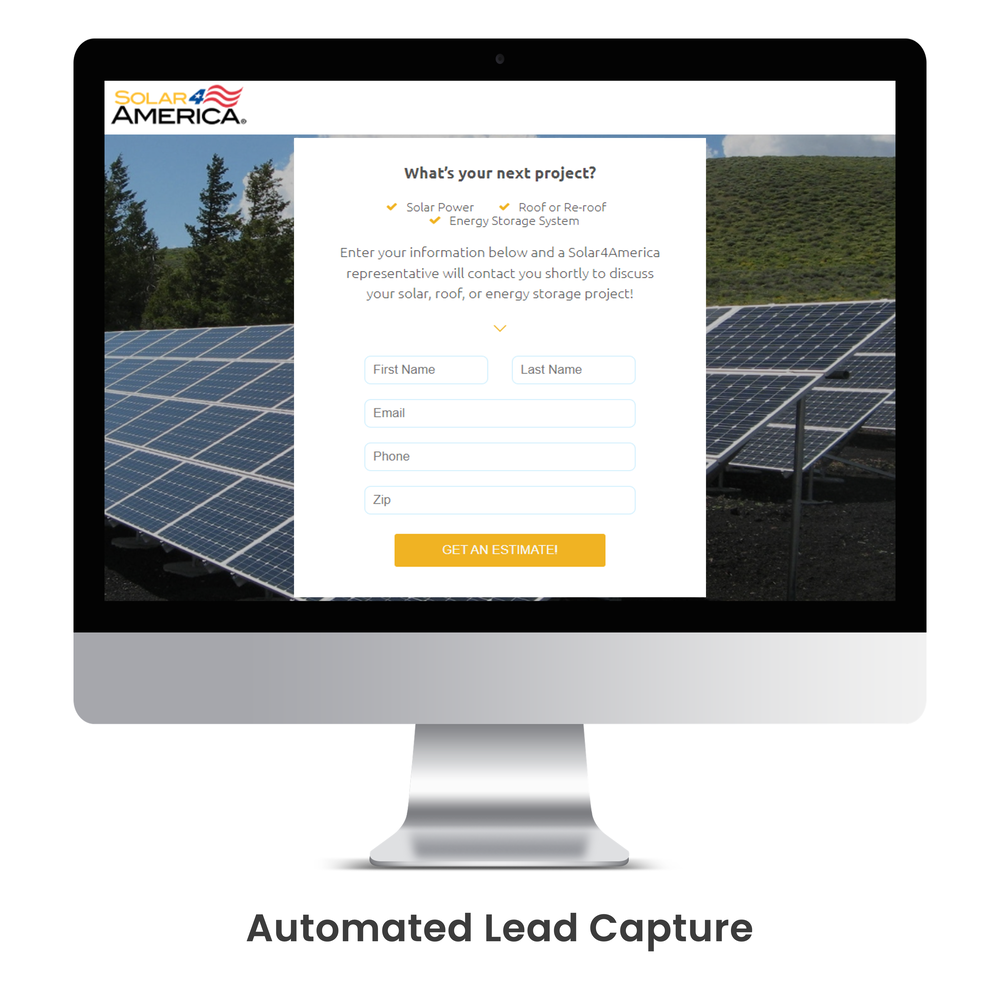 SOLAR4
AMERICA®
What's your next project?
Solar Power
Roof or Re-roof
Energy Storage System
Enter your information below and a Solar4America
representative will contact you shortly to discuss
your solar, roof, or energy storage project!
First Name
Last Name
Email
Phone
Zip
GET AN ESTIMATE!
Automated Lead Capture